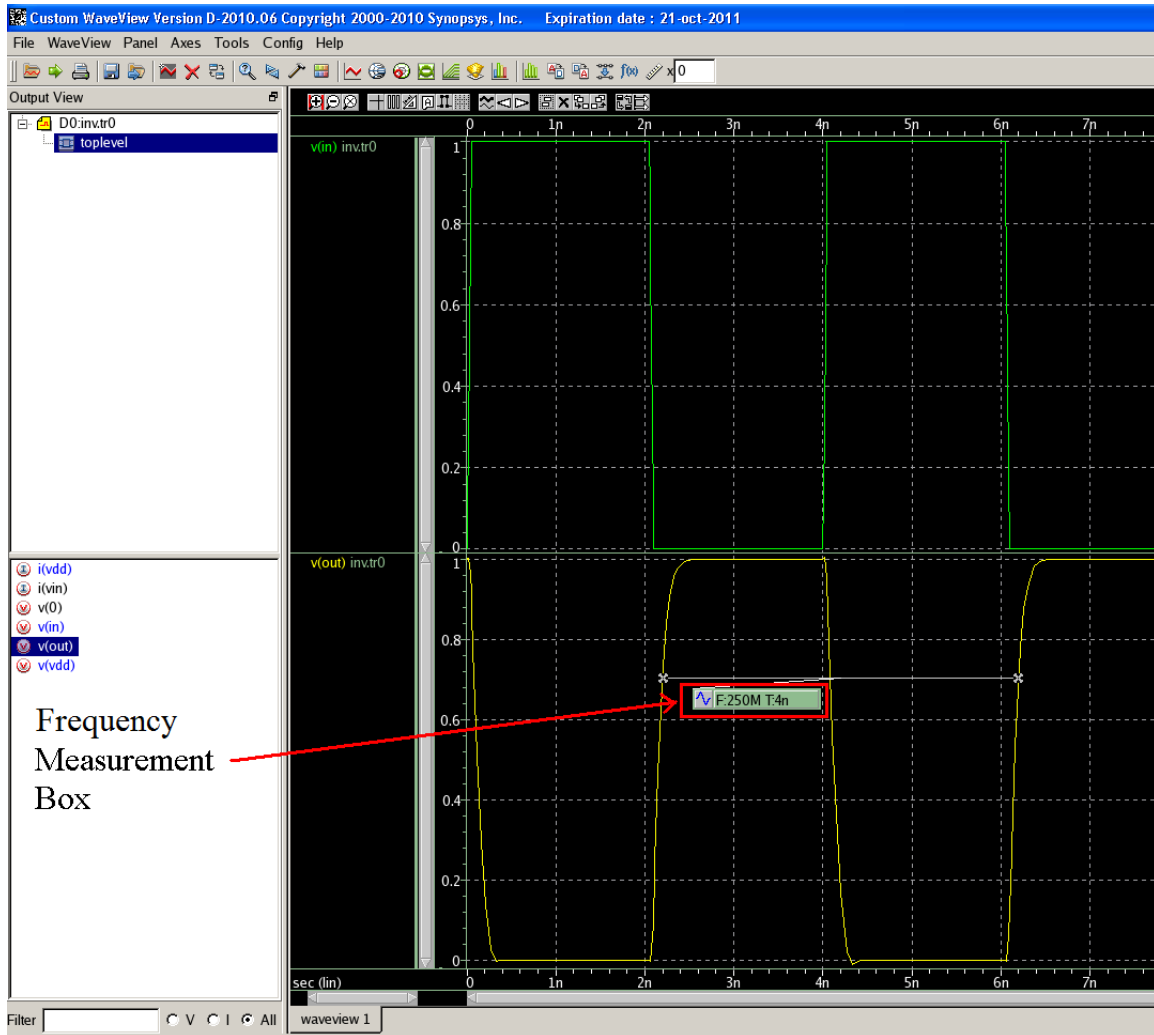 Custom WaveView Version D-2010.06 Copyright 2000-2010 Synopsys, Inc. Expiration date : 21-oct-2011
File WaveView Panel Axes Tools Config Help
f(x) x 0
Output View
D0:inv.tr0
toplevel
0 1n 2n 3n 4n 5n 6n 7n
v(in) inv.tr0
1
0.8
0.6
0.4
0.2
0
i(vdd)
i(vin)
v(0)
v(in)
v(out)
v(vdd)
Frequency
Measurement
Box
v(out) inv.tr0
1
0.8
F:250M T:4n
0.6
0.4
0.2
0
sec (lin) 0 1n 2n 3n 4n 5n 6n 7n
Filter V I All
waveview 1